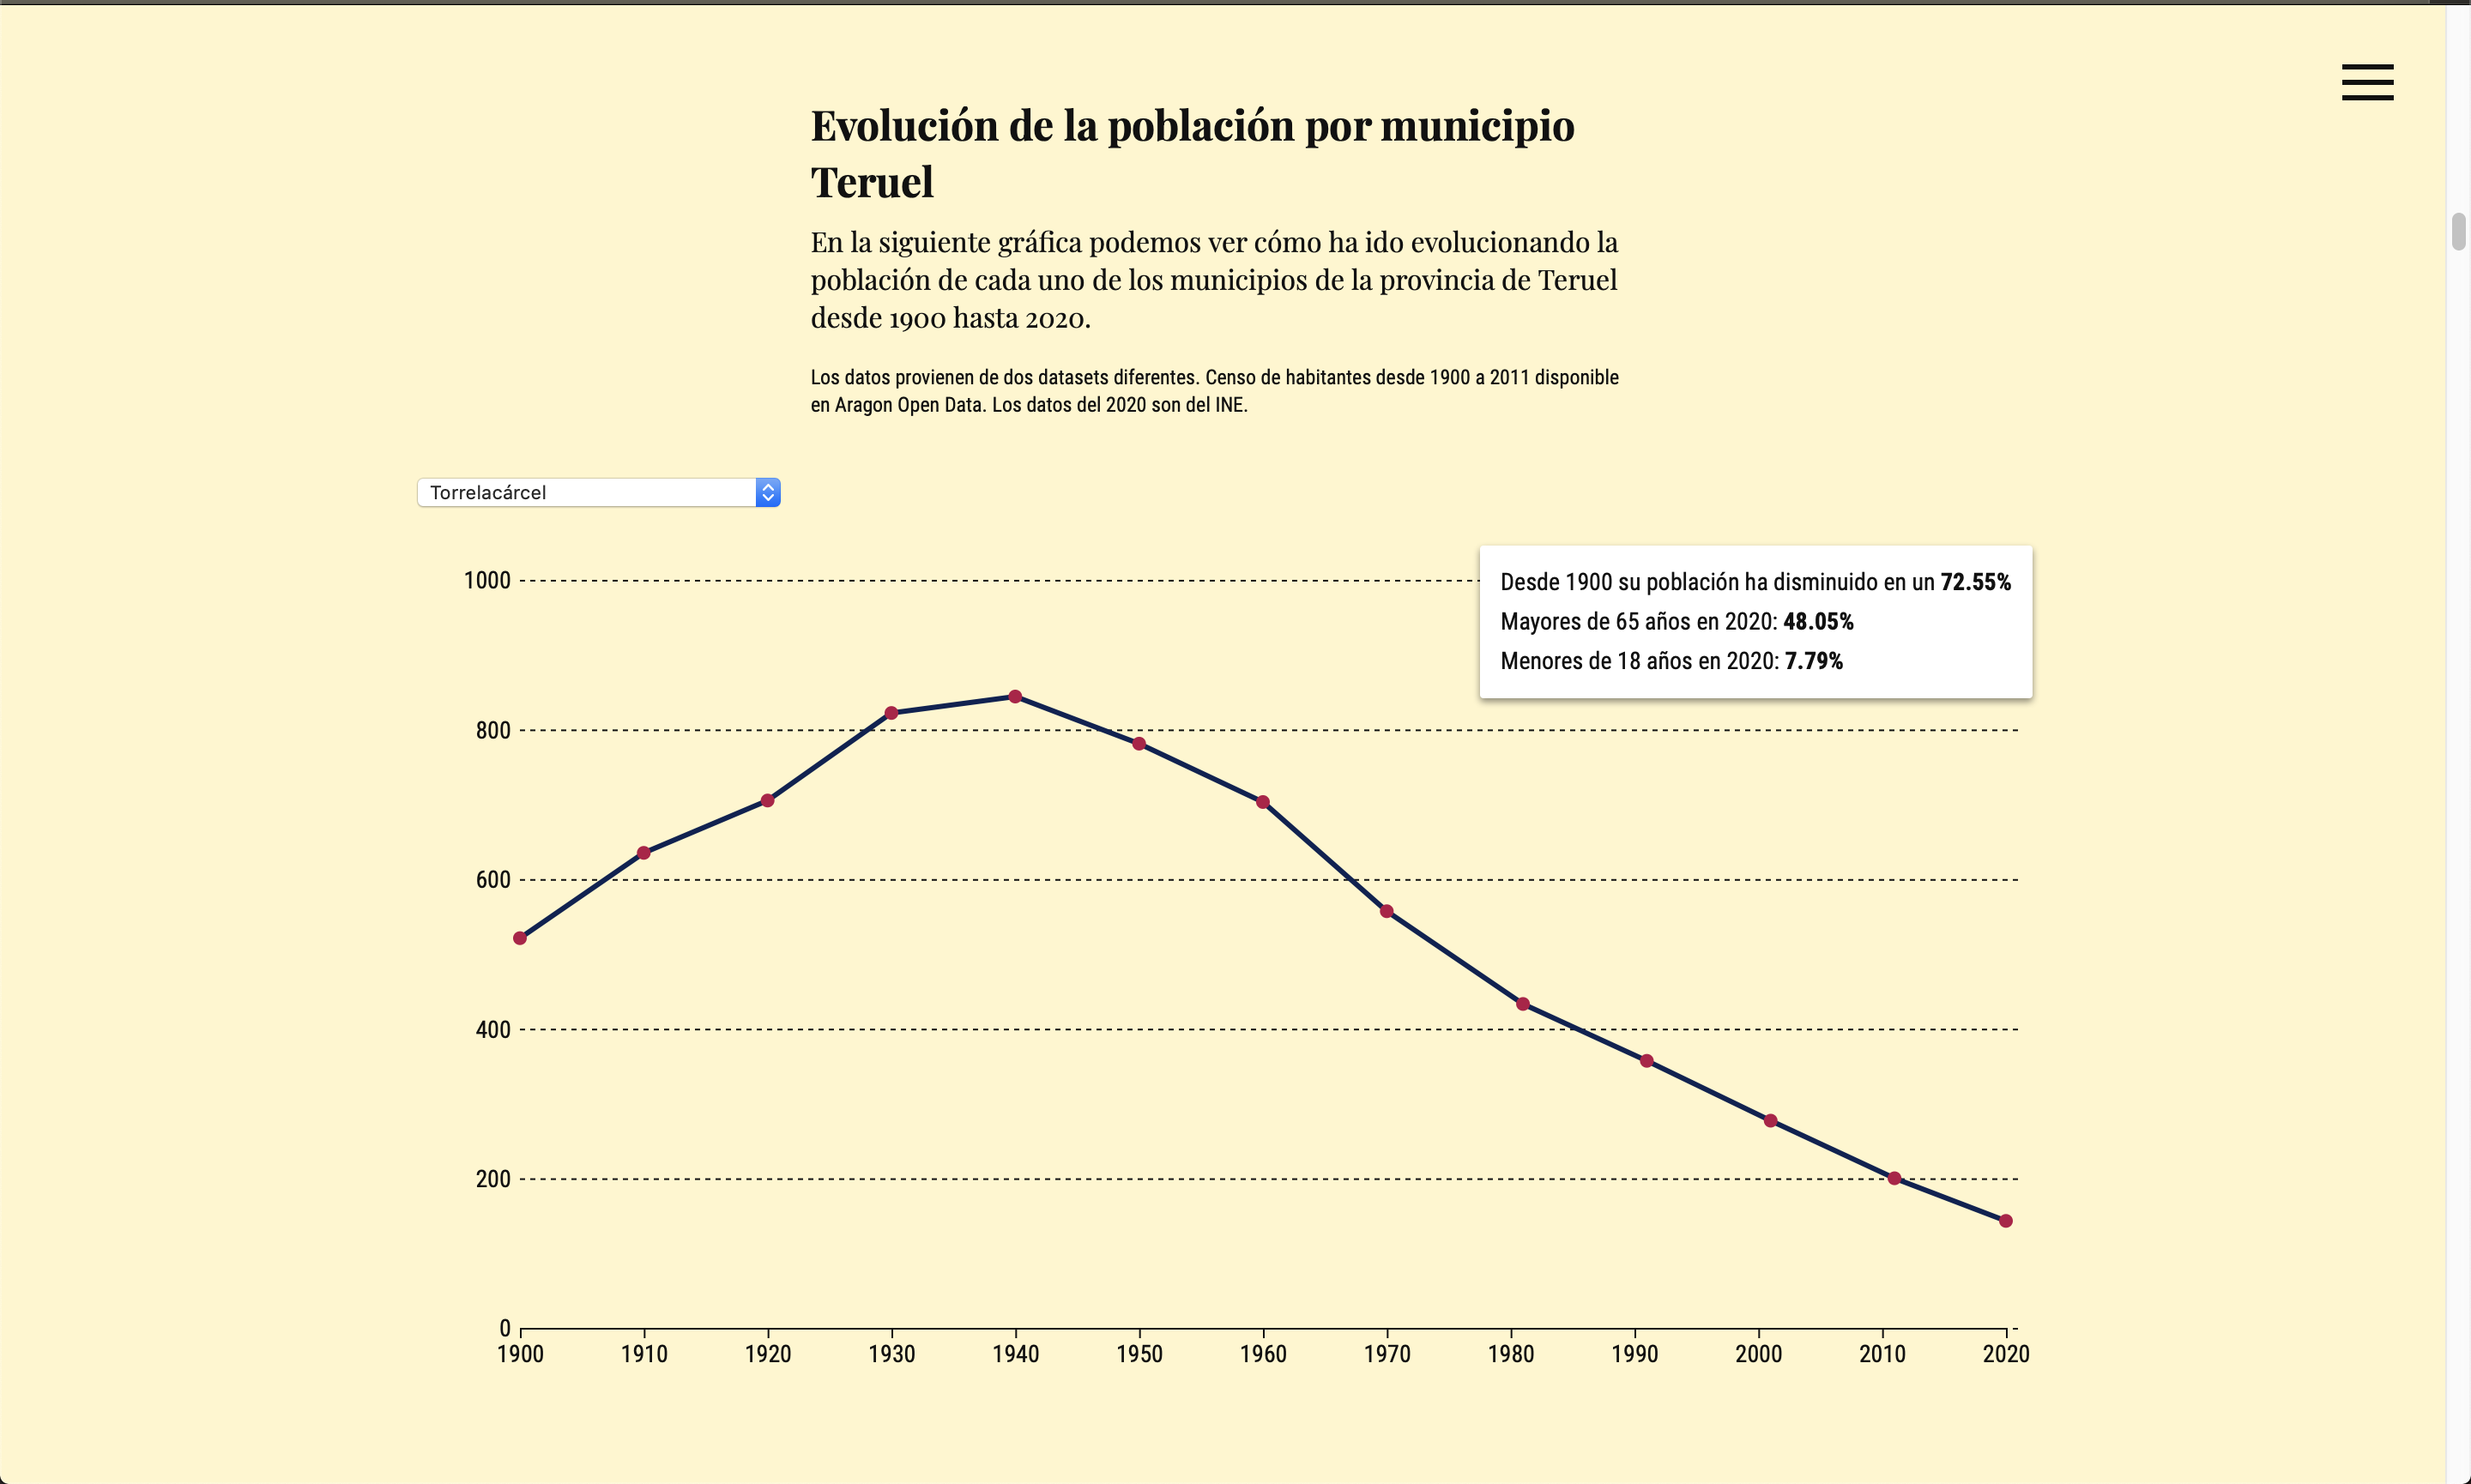 Evolución de la población por municipio
Teruel
En la siguiente gráfica podemos ver cómo ha ido evolucionando la
población de cada uno de los municipios de la provincia de Teruel
desde 1900 hasta 2020.
Los datos provienen de dos datasets diferentes. Censo de habitantes desde 1900 a 2011 disponible
en Aragon Open Data. Los datos del 2020 son del INE.
Torrelacárcel
Desde 1900 su población ha disminuido en un 72.55%
Mayores de 65 años en 2020: 48.05%
Menores de 18 años en 2020: 7.79%
1000
800
600
400
200
0
1900 1910 1920 1930 1940 1950 1960 1970 1980 1990 2000 2010 2020